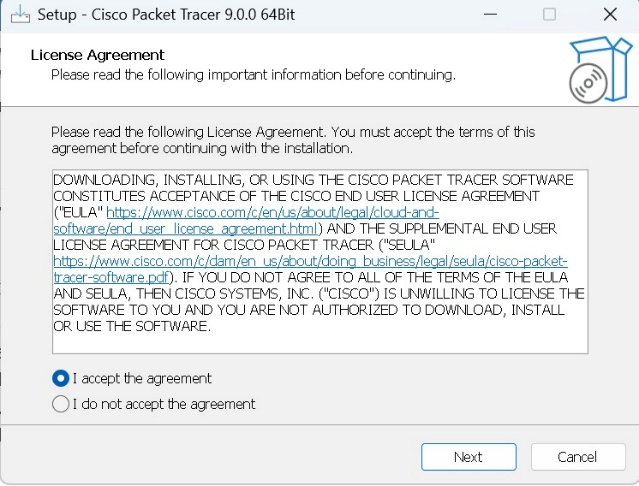 Setup - Cisco Packet Tracer 9.0.0 64Bit
License Agreement
Please read the following important information before continuing.
Please read the following License Agreement. You must accept the terms of this
agreement before continuing with the installation.
DOWNLOADING, INSTALLING, OR USING THE CISCO PACKET TRACER SOFTWARE
CONSTITUTES ACCEPTANCE OF THE CISCO END USER LICENSE AGREEMENT
("EULA" https://www.cisco.com/c/en/us/about/legal/cloud-and-
software/end_user_license_agreement.html) AND THE SUPPLEMENTAL END USER
LICENSE AGREEMENT FOR CISCO PACKET TRACER ("SEULA"
https://www.cisco.com/c/dam/en_us/about/doing_business/legal/seula/cisco-packet-
tracer-software.pdf). IF YOU DO NOT AGREE TO ALL OF THE TERMS OF THE EULA
AND SEULA, THEN CISCO SYSTEMS, INC. ("CISCO") IS UNWILLING TO LICENSE THE
SOFTWARE TO YOU AND YOU ARE NOT AUTHORIZED TO DOWNLOAD, INSTALL
OR USE THE SOFTWARE.
I accept the agreement
I do not accept the agreement
Next
Cancel